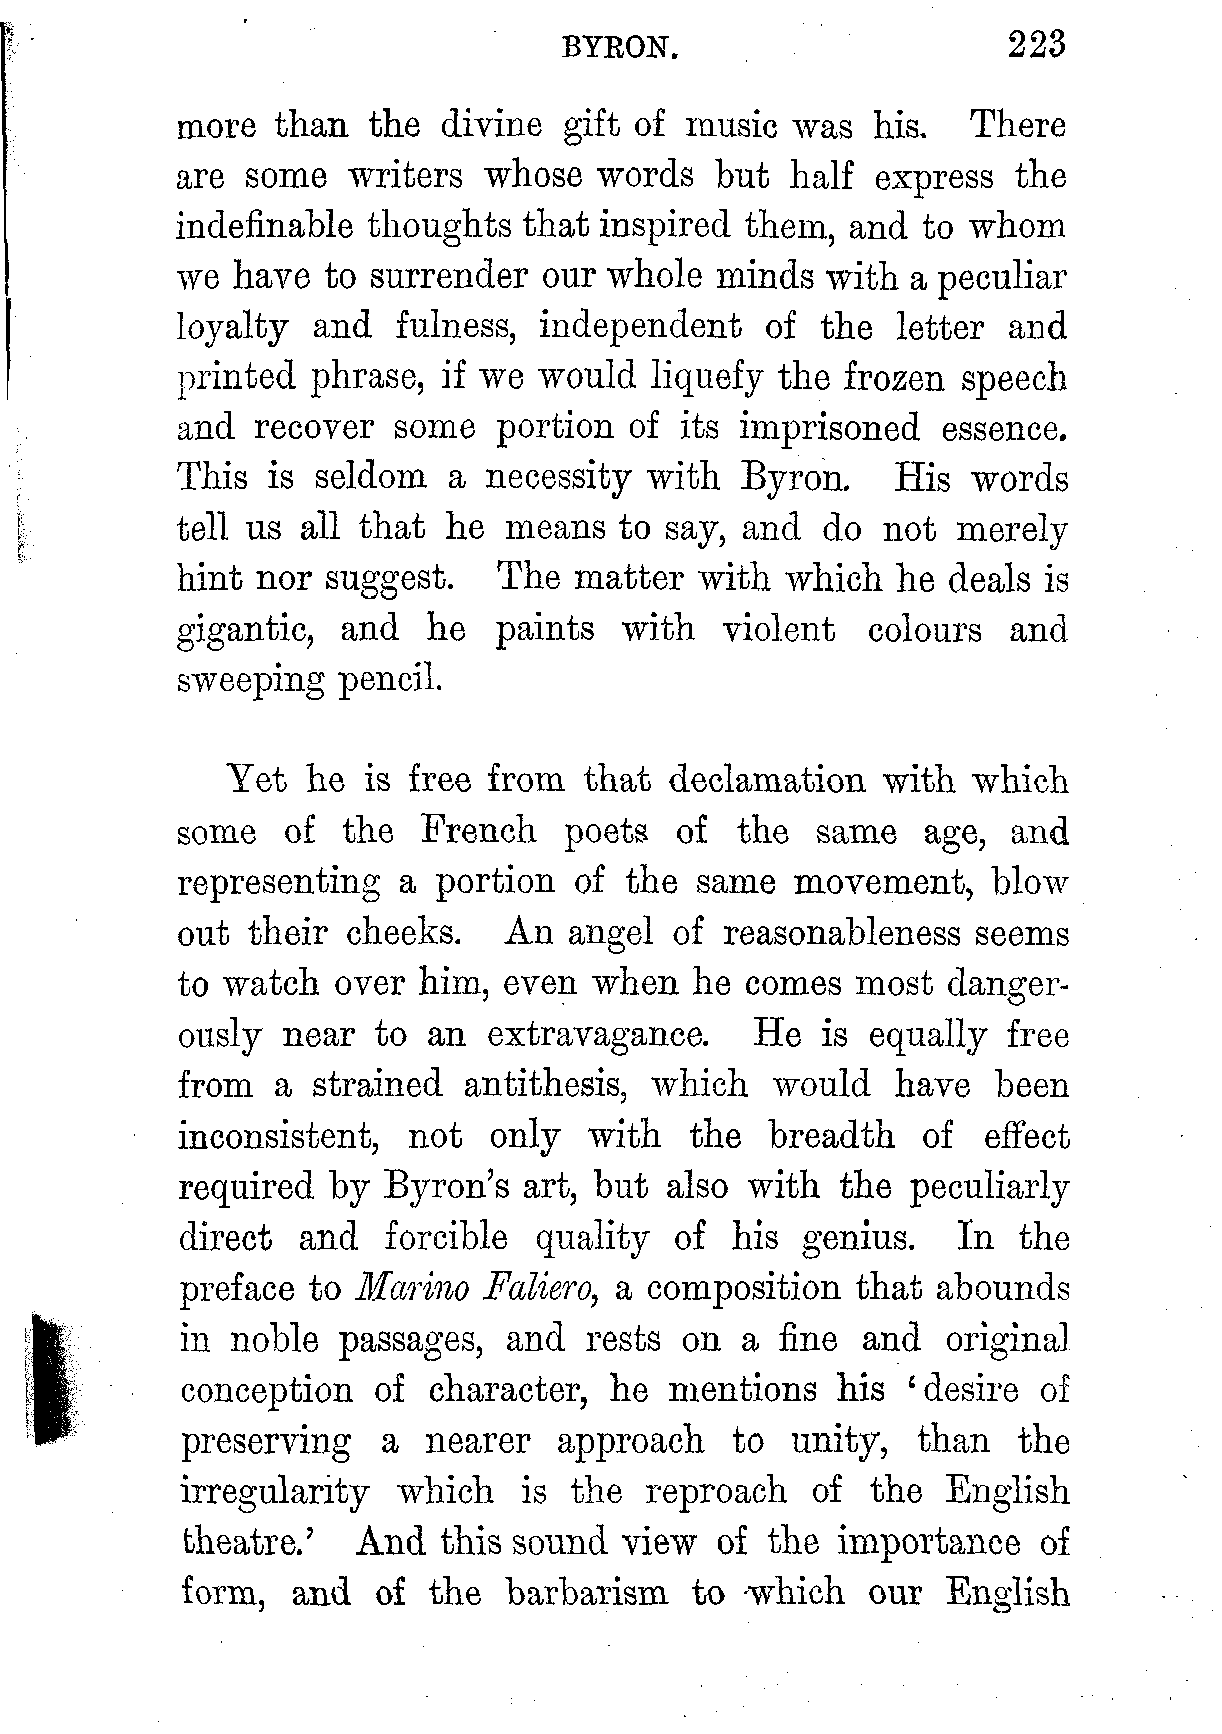 BYRON. 223
more than the divine gift of music was his. There
are some writers whose words but half express the
indefinable thoughts that inspired them, and to whom
we have to surrender our whole minds with a peculiar
loyalty and fulness, independent of the letter and
printed phrase, if we would liquefy the frozen speech
and recover some portion of its imprisoned essence.
This is seldom a necessity with Byron. His words
tell us all that he means to say, and do not merely
hint nor suggest. The matter with which he deals is
gigantic, and he paints with violent colours and
sweeping pencil.
Yet he is free from that declamation with which
some of the French poets of the same age, and
representing a portion of the same movement, blow
out their cheeks. An angel of reasonableness seems
to watch over him, even when he comes most danger-
ously near to an extravagance. He is equally free
from a strained antithesis, which would have been
inconsistent, not only with the breadth of effect
required by Byron's art, but also with the peculiarly
direct and forcible quality of his genius. In the
preface to Marino Faliero, a composition that abounds
in noble passages, and rests on a fine and original
conception of character, he mentions his ‘desire of
preserving a nearer approach to unity, than the
irregularity which is the reproach of the English
theatre.’ And this sound view of the importance of
form, and of the barbarism to which our English